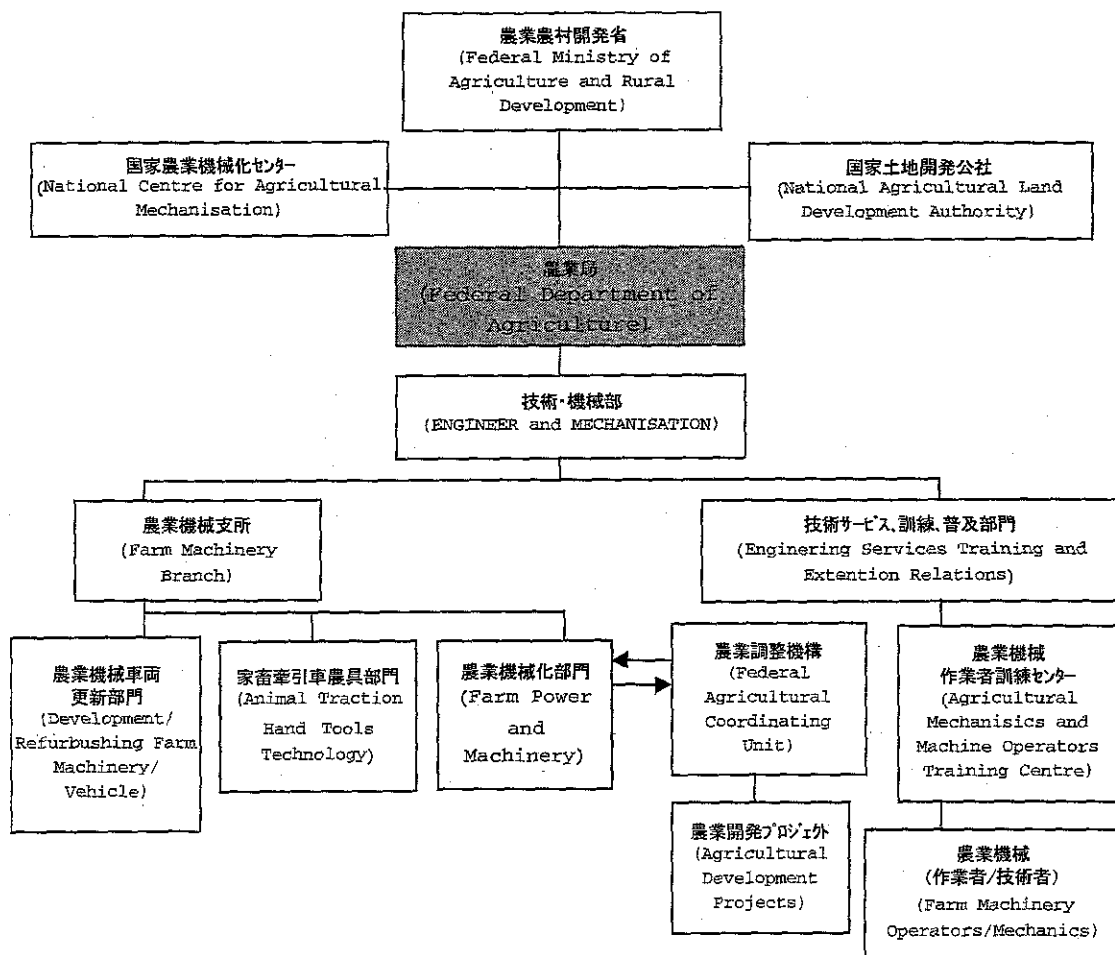 農業農村開発省
(Federal Ministry of
Agriculture and Rural
Development)
国家農業機械化センター
(National Centre for Agricultural
Mechanisation)
国家土地開発公社
(National Agricultural Land
Development Authority)
農業局
(Federal Department of
Agriculture)
技術・機械部
(ENGINEER and MECHANISATION)
農業機械支所
(Farm Machinery
Branch)
技術サービス、訓練、普及部門
(Enginering Services Training and
Extention Relations)
農業機械車両
更新部門
(Development/
Refurbushing Farm
Machinery/
Vehicle)
家畜牽引車農具部門
(Animal Traction
Hand Tools
Technology)
農業機械化部門
(Farm Power
and
Machinery)
農業調整機構
(Federal
Agricultural
Coordinating
Unit)
農業機械
作業者訓練センター
(Agricultural
Mechanisics and
Machine Operators
Training Centre)
農業開発プロジェクト
(Agricultural
Development
Projects)
農業機械
(作業者/技術者)
(Farm Machinery
Operators/Mechanics)